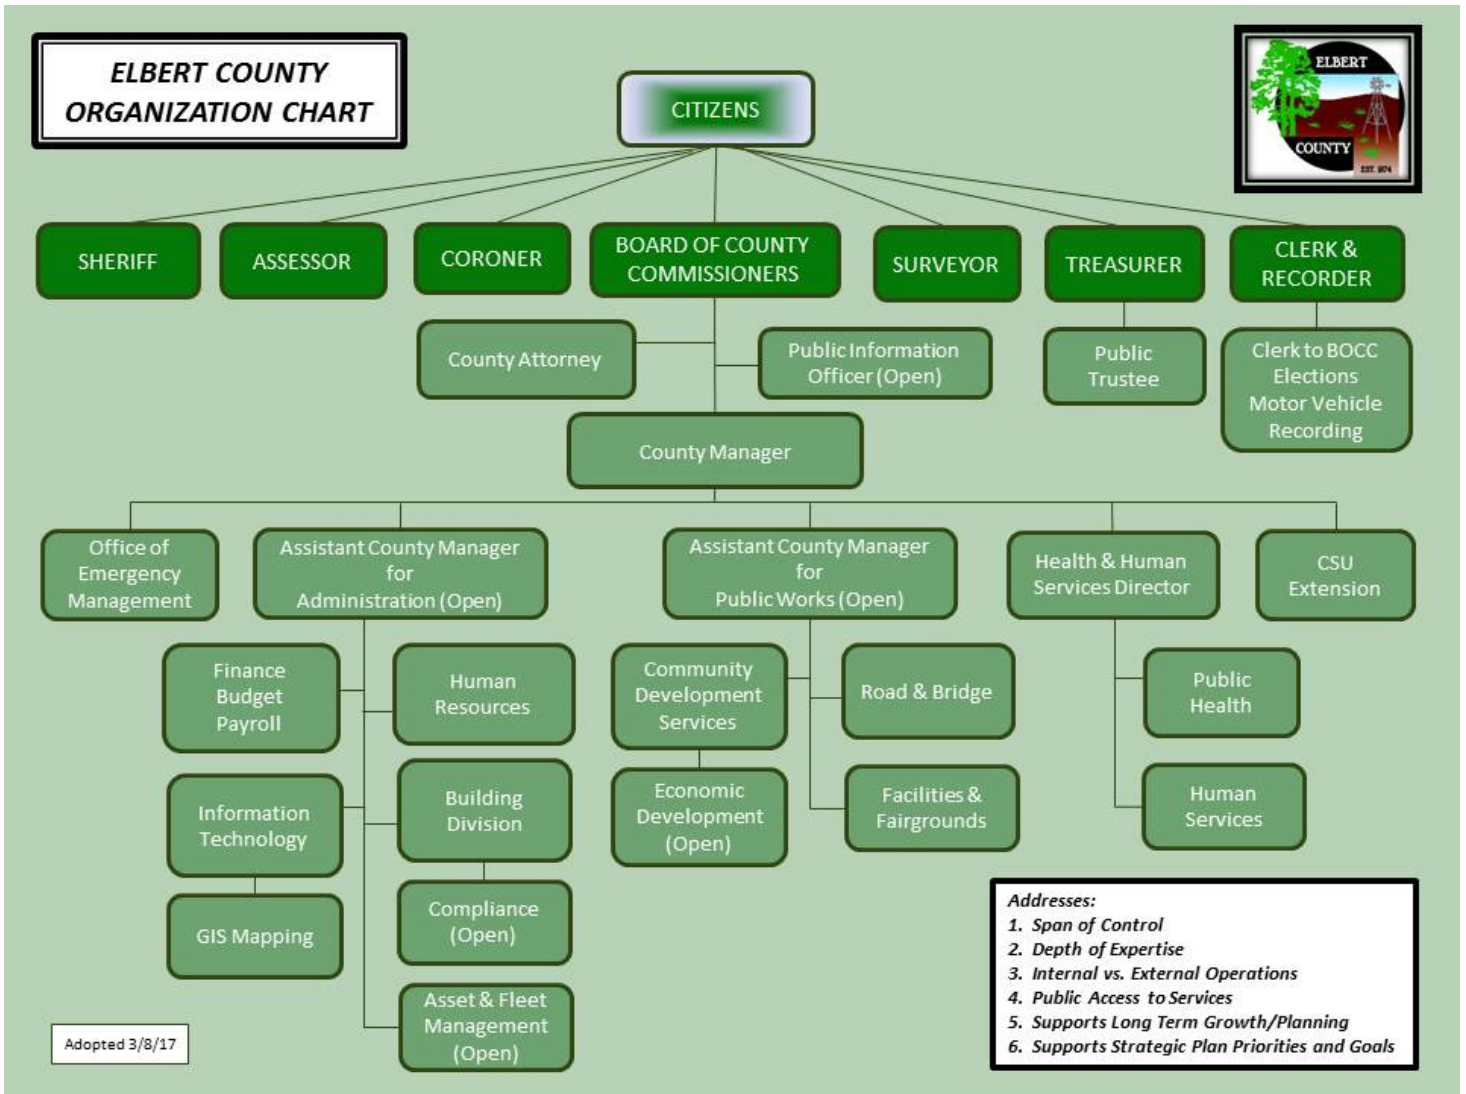 ELBERT COUNTY
ORGANIZATION CHART
CITIZENS
ELBERT
COUNTY
EST. 1874
SHERIFF
ASSESSOR
CORONER
BOARD OF COUNTY
COMMISSIONERS
SURVEYOR
TREASURER
CLERK &
RECORDER
County Attorney
Public Information
Officer (Open)
Public
Trustee
Clerk to BOCC
Elections
Motor Vehicle
Recording
County Manager
Office of
Emergency
Management
Assistant County Manager
for
Administration (Open)
Assistant County Manager
for
Public Works (Open)
Health & Human
Services Director
CSU
Extension
Finance
Budget
Payroll
Human
Resources
Community
Development
Services
Road & Bridge
Public
Health
Information
Technology
Building
Division
Economic
Development
(Open)
Facilities &
Fairgrounds
Human
Services
GIS Mapping
Compliance
(Open)
Asset & Fleet
Management
(Open)
Addresses:
1. Span of Control
2. Depth of Expertise
3. Internal vs. External Operations
4. Public Access to Services
5. Supports Long Term Growth/Planning
6. Supports Strategic Plan Priorities and Goals
Adopted 3/8/17